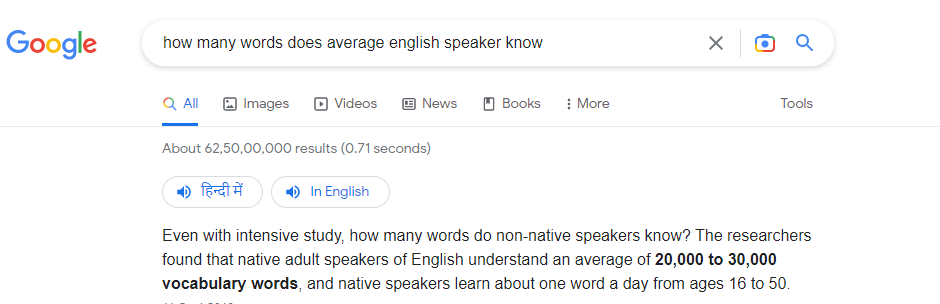 Google
how many words does average english speaker know
All Images Videos News Books More Tools
About 62,50,00,000 results (0.71 seconds)
हिन्दी में In English
Even with intensive study, how many words do non-native speakers know? The researchers
found that native adult speakers of English understand an average of 20,000 to 30,000
vocabulary words, and native speakers learn about one word a day from ages 16 to 50.